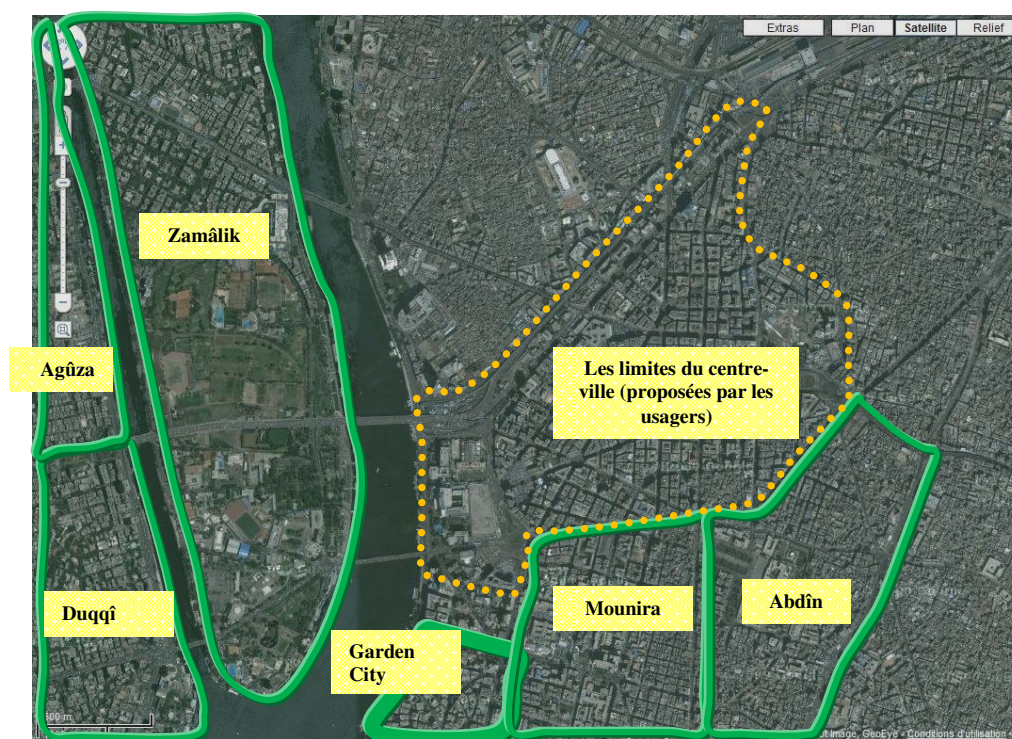 Extras Plan Satellite Relief
Zamâlik
Agûza
Les limites du centre-
ville (proposées par les
usagers)
Duqqî
Mounira
Abdîn
Garden
City
500 m
Image, GeoEye - Conditions d'utilisation